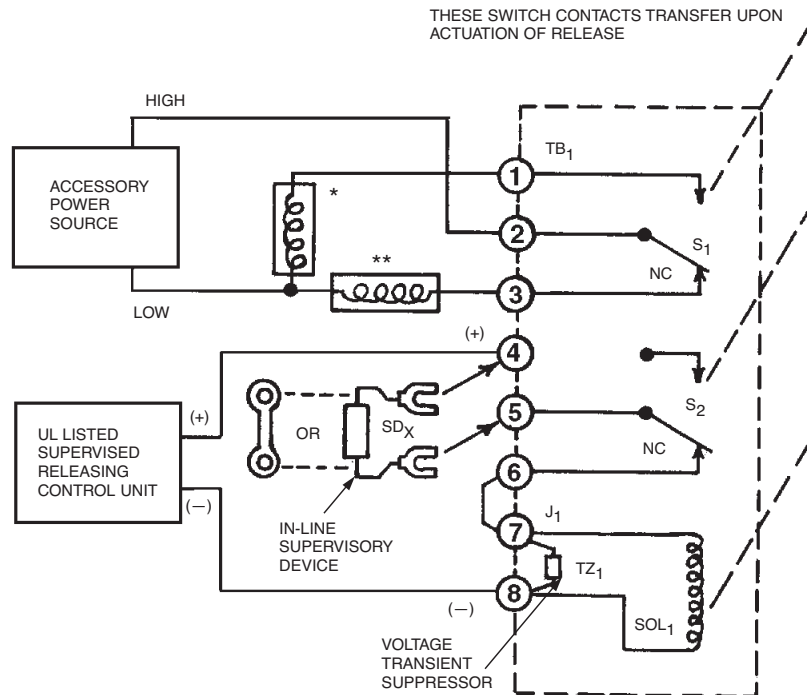 THESE SWITCH CONTACTS TRANSFER UPON
ACTUATION OF RELEASE
HIGH
ACCESSORY
POWER
SOURCE
*
**
LOW
TB1
1
2
3
S1
NC
(+)
4
5
6
7
8
S2
NC
(+)
UL LISTED
SUPERVISED
RELEASING
CONTROL UNIT
(—)
OR
SDX
IN-LINE
SUPERVISORY
DEVICE
J1
TZ1
(—)
SOL1
VOLTAGE
TRANSIENT
SUPPRESSOR